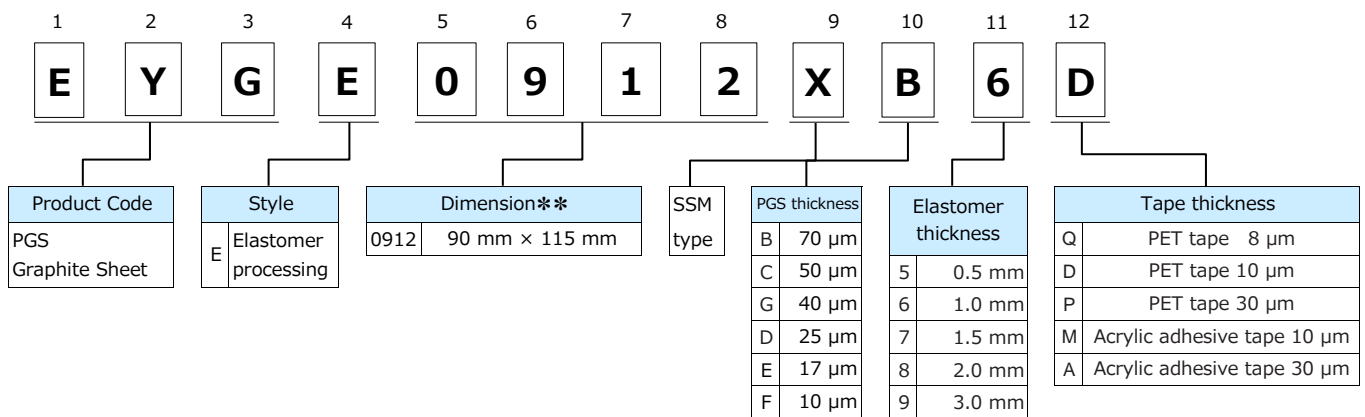 1 2 3 4 5 6 7 8 9 10 11 12
E Y G E 0 9 1 2 X B 6 D
Product Code
PGS
Graphite Sheet
Style
E Elastomer
processing
Dimension**
0912 90 mm × 115 mm
SSM
type
PGS thickness
B 70 µm
C 50 µm
G 40 µm
D 25 µm
E 17 µm
F 10 µm
Elastomer
thickness
5 0.5 mm
6 1.0 mm
7 1.5 mm
8 2.0 mm
9 3.0 mm
Tape thickness
Q PET tape 8 µm
D PET tape 10 µm
P PET tape 30 µm
M Acrylic adhesive tape 10 µm
A Acrylic adhesive tape 30 µm